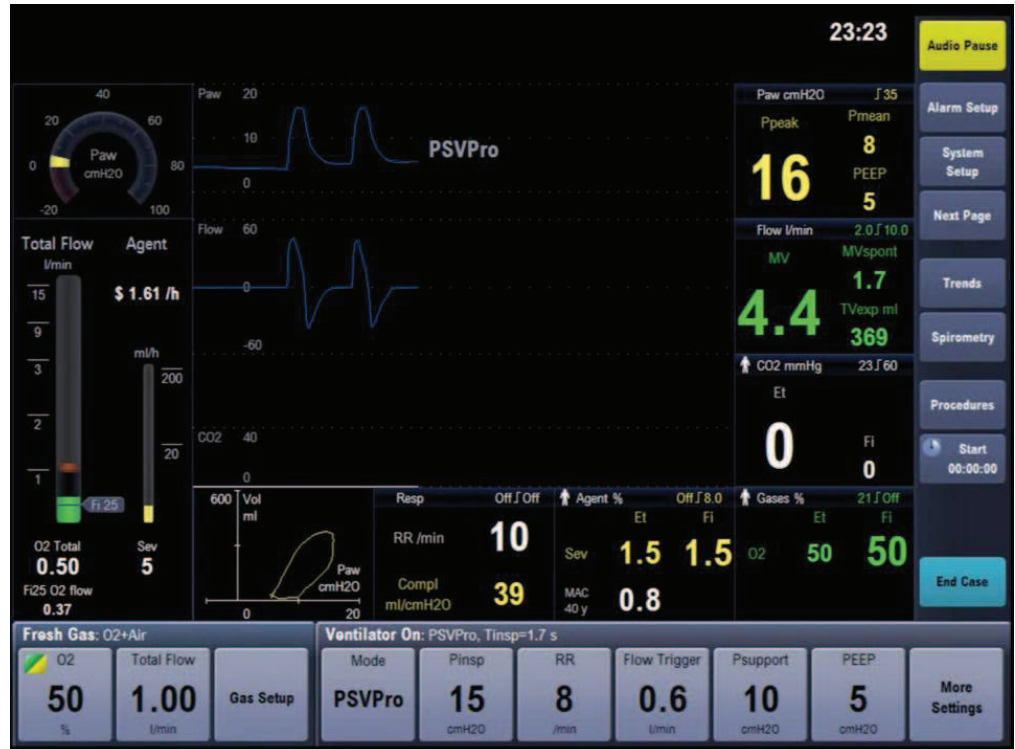 23:23
Audio Pause
Alarm Setup
System
Setup
Next Page
Trends
Spirometry
Procedures
Start
00:00:00
End Case
40
20
60
0
Paw
cmH2O
80
-20
100
Paw
20
10
0
PSVPro
Paw cmH2O 35
Ppeak
16
Pmean
8
PEEP
5
Total Flow
l/min
15
9
3
2
1
Fi 25
O2 Total
0.50
Fi25 O2 flow
0.37
Agent
$ 1.61 /h
ml/h
200
20
Sev
5
Flow
60
0
-60
Flow l/min 2.0 10.0
MV
4.4
MVspont
1.7
TVexp ml
369
CO2
40
0
CO2 mmHg 23 60
Et
0
Fi
0
600 Vol
ml
Paw
cmH2O
0 20
Resp Off Off
RR /min 10
Compl
ml/cmH2O 39
Agent % Off 8.0
Et Fi
Sev 1.5 1.5
MAC
40 y 0.8
Gases % 21 Off
Et Fi
O2 50 50
Fresh Gas: O2+Air
O2
50
%
Total Flow
1.00
l/min
Gas Setup
Ventilator On: PSVPro, Tinsp=1.7 s
Mode
PSVPro
Pinsp
15
cmH2O
RR
8
/min
Flow Trigger
0.6
l/min
Psupport
10
cmH2O
PEEP
5
cmH2O
More
Settings